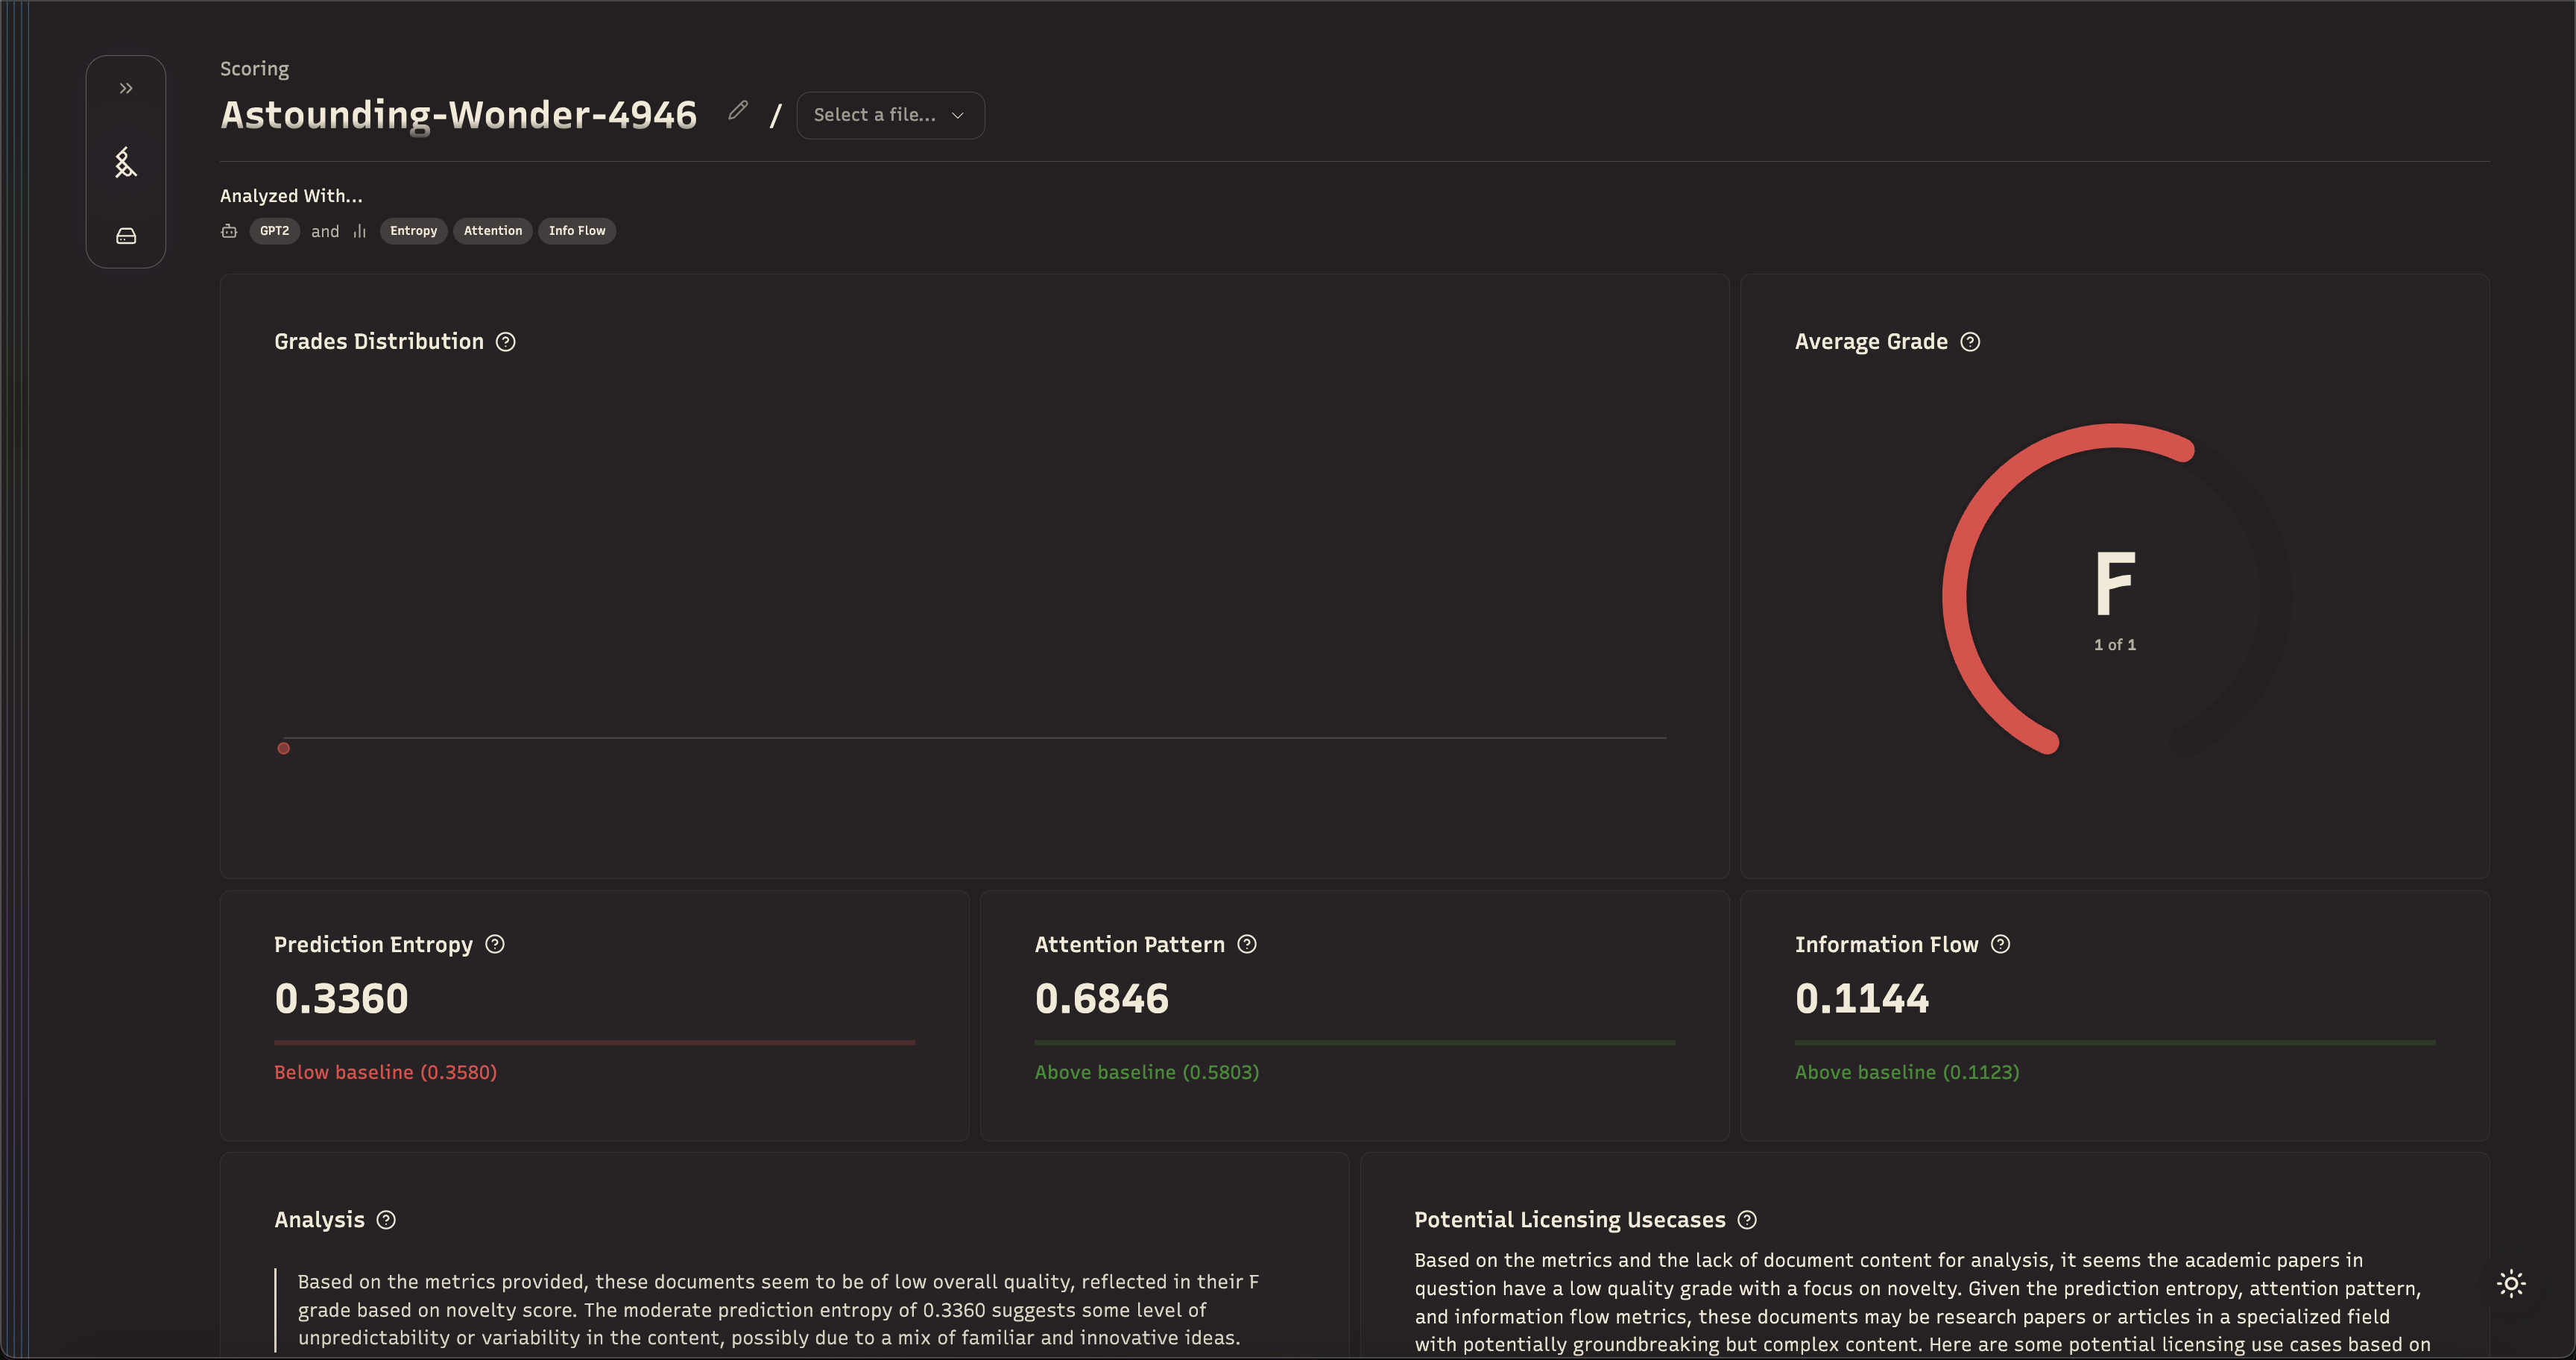 Scoring
Astounding-Wonder-4946 / Select a file...
Analyzed With...
GPT2 and Entropy Attention Info Flow
Grades Distribution
Average Grade
F
1 of 1
Prediction Entropy
0.3360
Below baseline (0.3580)
Attention Pattern
0.6846
Above baseline (0.5803)
Information Flow
0.1144
Above baseline (0.1123)
Analysis
Based on the metrics provided, these documents seem to be of low overall quality, reflected in their F
grade based on novelty score. The moderate prediction entropy of 0.3360 suggests some level of
unpredictability or variability in the content, possibly due to a mix of familiar and innovative ideas.
Potential Licensing Usecases
Based on the metrics and the lack of document content for analysis, it seems the academic papers in
question have a low quality grade with a focus on novelty. Given the prediction entropy, attention pattern,
and information flow metrics, these documents may be research papers or articles in a specialized field
with potentially groundbreaking but complex content. Here are some potential licensing use cases based on